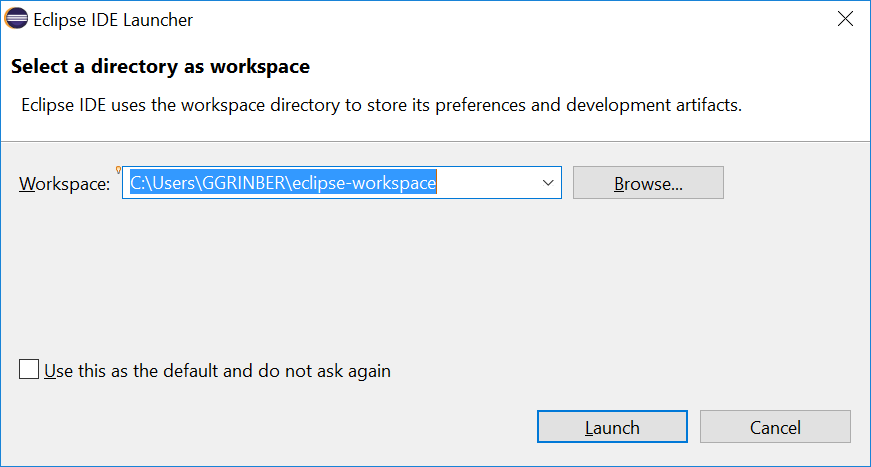 Eclipse IDE Launcher
Select a directory as workspace
Eclipse IDE uses the workspace directory to store its preferences and development artifacts.
Workspace: C:\Users\GGRINBER\eclipse-workspace Browse...
Use this as the default and do not ask again
Launch Cancel